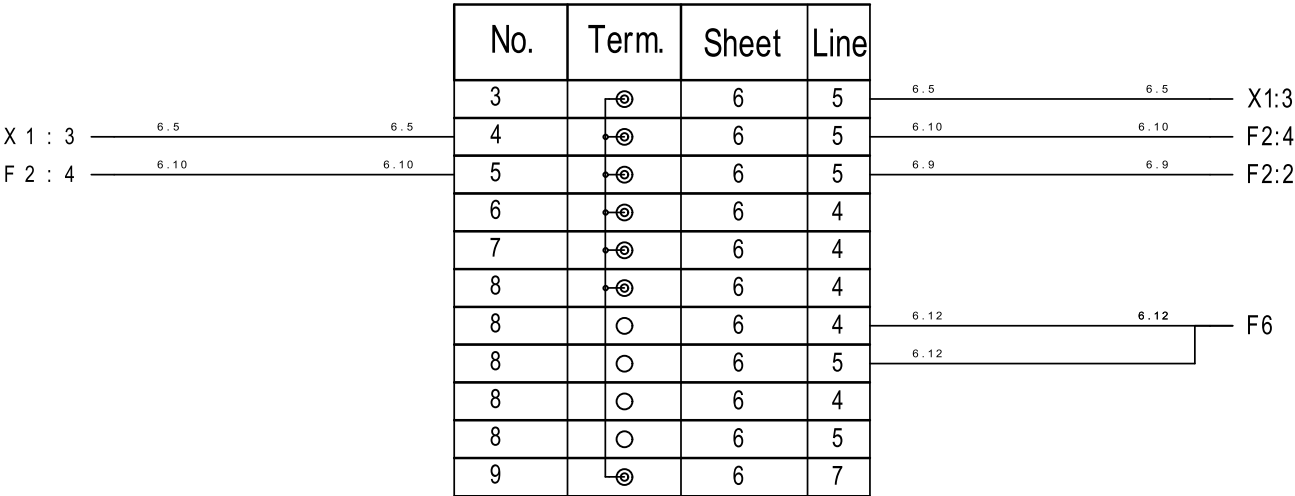 No. Term. Sheet Line
3 6 5 6.5 6.5 X1:3
X1:3 6.5 6.5 4 6 5 6.10 6.10 F2:4
F2:4 6.10 6.10 5 6 5 6.9 6.9 F2:2
6 6 4
7 6 4
8 6 4
8 6 4 6.12 6.12 F6
8 6 5 6.12
8 6 4
8 6 5
9 6 7